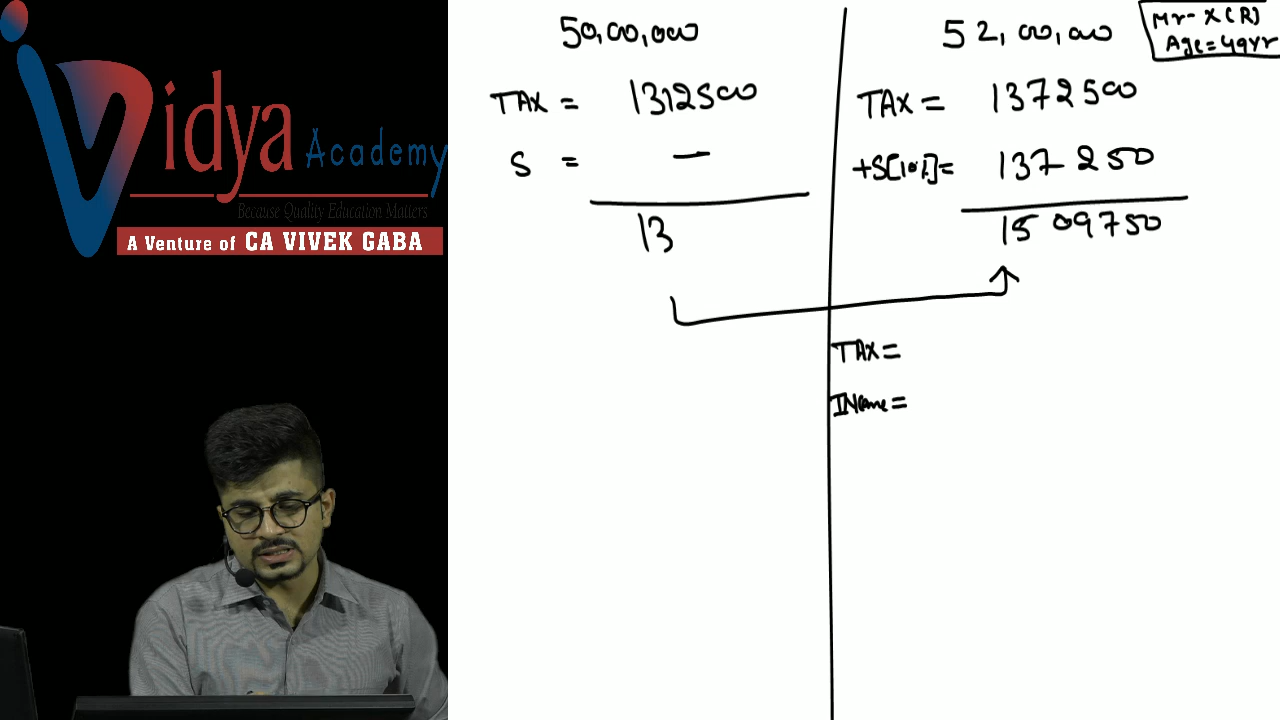 Vidya Academy
Because Quality Education Matters
A Venture of CA VIVEK GABA
50,00,000
TAX = 1312500
S = —
13
52,00,00
Mr- X(R)
Age=49yr
TAX = 1372500
+S[10%]= 137250
1509750
TAX =
INcome =